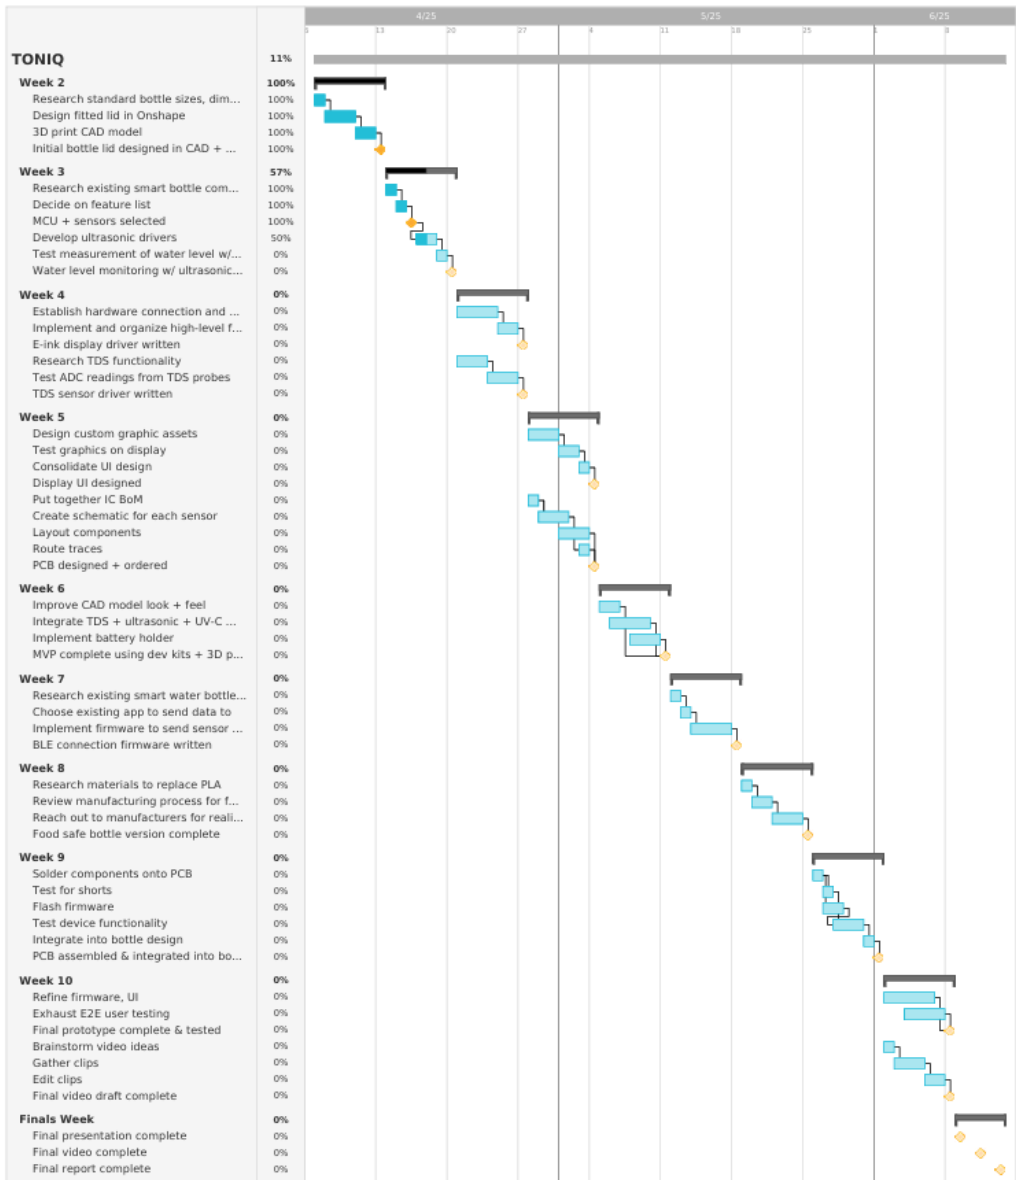 4/25 5/25 6/25
6 13 20 27 4 11 18 25 1 8
TONIQ 11%
Week 2 100%
Research standard bottle sizes, dim... 100%
Design fitted lid in Onshape 100%
3D print CAD model 100%
Initial bottle lid designed in CAD + ... 100%
Week 3 57%
Research existing smart bottle com... 100%
Decide on feature list 100%
MCU + sensors selected 100%
Develop ultrasonic drivers 50%
Test measurement of water level w/... 0%
Water level monitoring w/ ultrasonic... 0%
Week 4 0%
Establish hardware connection and ... 0%
Implement and organize high-level f... 0%
E-ink display driver written 0%
Research TDS functionality 0%
Test ADC readings from TDS probes 0%
TDS sensor driver written 0%
Week 5 0%
Design custom graphic assets 0%
Test graphics on display 0%
Consolidate UI design 0%
Display UI designed 0%
Put together IC BoM 0%
Create schematic for each sensor 0%
Layout components 0%
Route traces 0%
PCB designed + ordered 0%
Week 6 0%
Improve CAD model look + feel 0%
Integrate TDS + ultrasonic + UV-C ... 0%
Implement battery holder 0%
MVP complete using dev kits + 3D p... 0%
Week 7 0%
Research existing smart water bottle... 0%
Choose existing app to send data to 0%
Implement firmware to send sensor ... 0%
BLE connection firmware written 0%
Week 8 0%
Research materials to replace PLA 0%
Review manufacturing process for f... 0%
Reach out to manufacturers for reali... 0%
Food safe bottle version complete 0%
Week 9 0%
Solder components onto PCB 0%
Test for shorts 0%
Flash firmware 0%
Test device functionality 0%
Integrate into bottle design 0%
PCB assembled & integrated into bo... 0%
Week 10 0%
Refine firmware, UI 0%
Exhaust E2E user testing 0%
Final prototype complete & tested 0%
Brainstorm video ideas 0%
Gather clips 0%
Edit clips 0%
Final video draft complete 0%
Finals Week 0%
Final presentation complete 0%
Final video complete 0%
Final report complete 0%